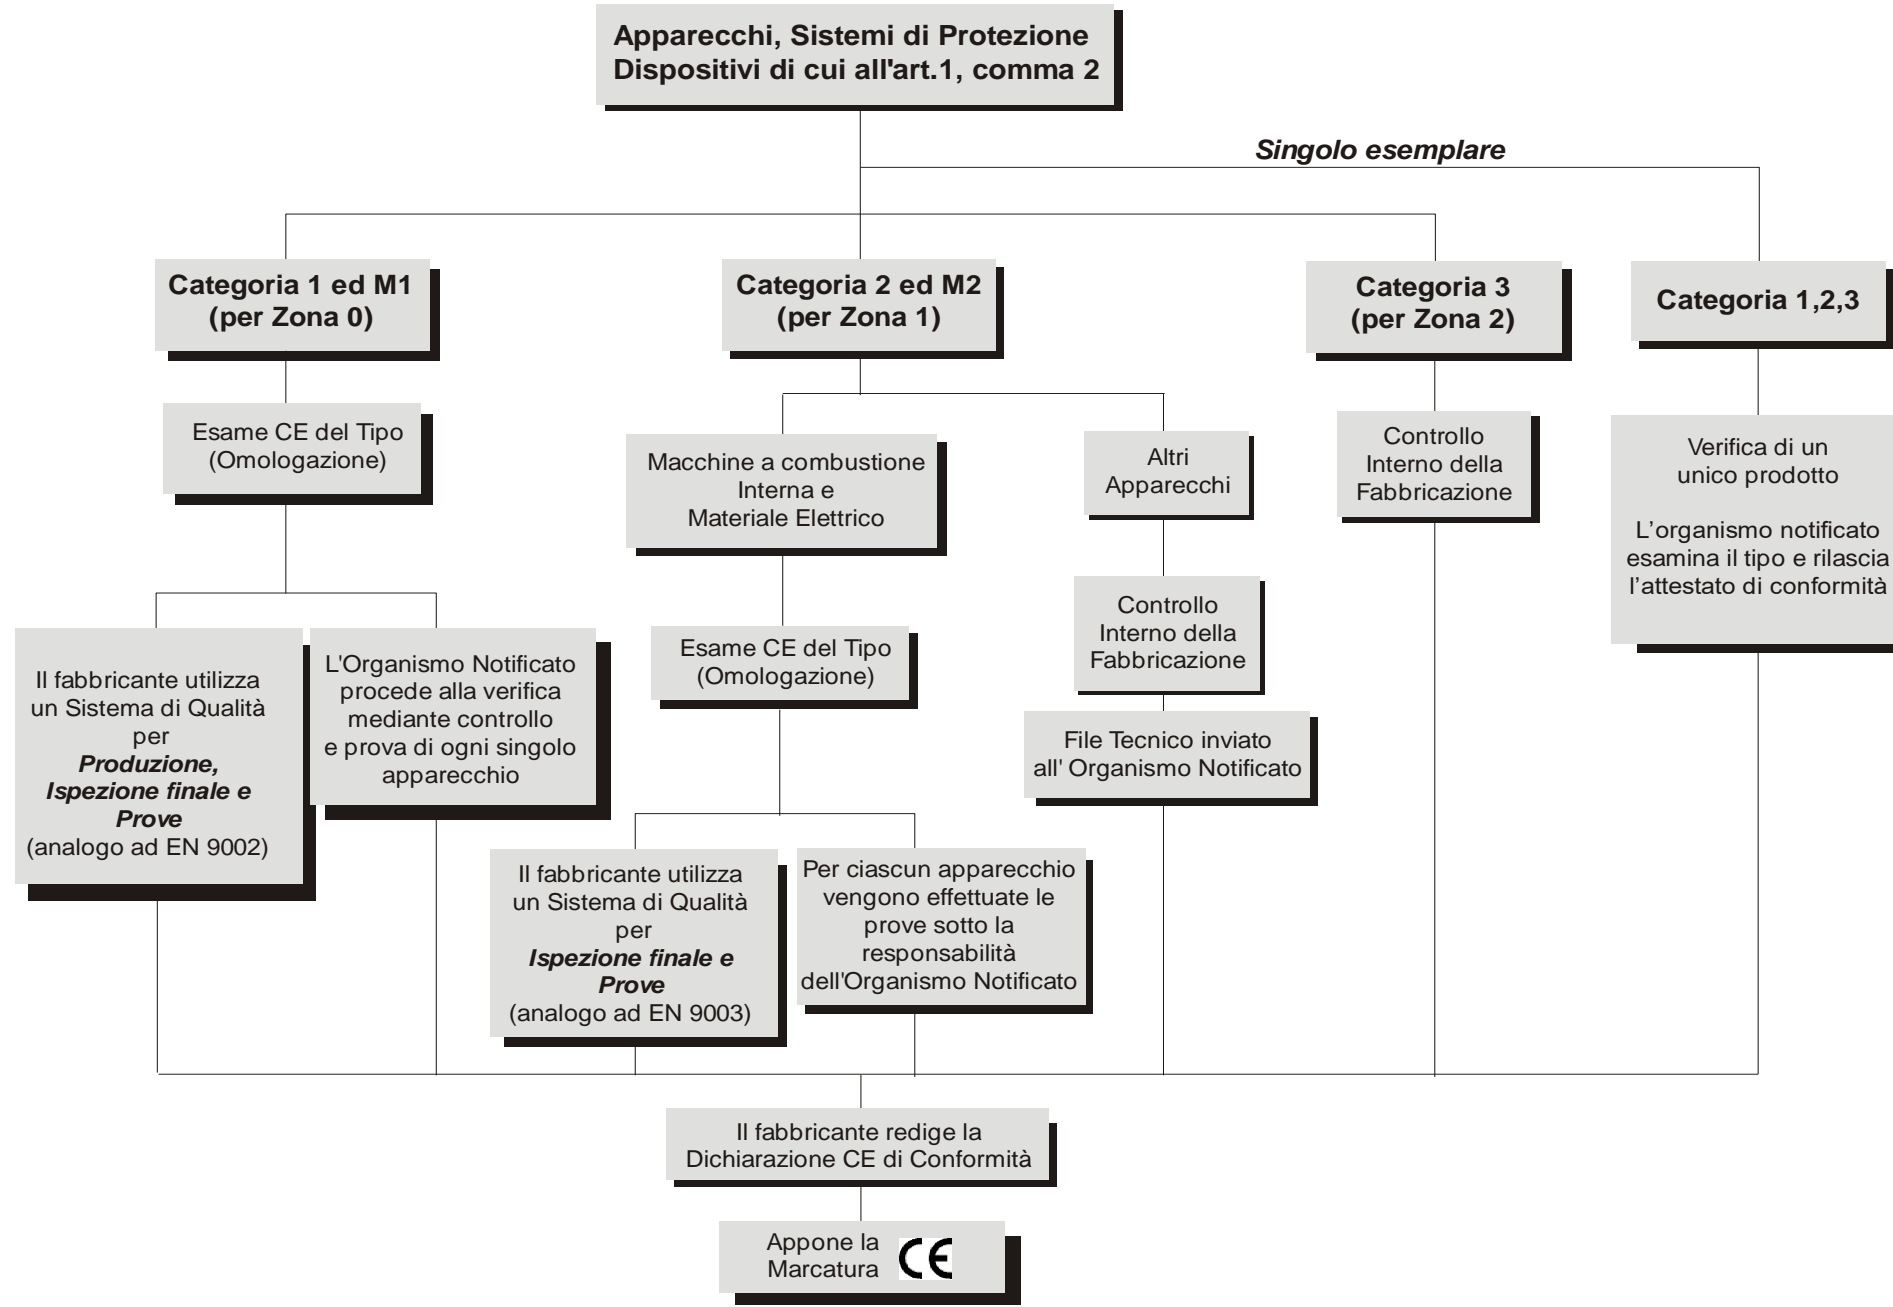 Apparecchi, Sistemi di Protezione
Dispositivi di cui all'art.1, comma 2
Singolo esemplare
Categoria 1 ed M1
(per Zona 0)
Categoria 2 ed M2
(per Zona 1)
Categoria 3
(per Zona 2)
Categoria 1,2,3
Esame CE del Tipo
(Omologazione)
Macchine a combustione
Interna e
Materiale Elettrico
Altri
Apparecchi
Controllo
Interno della
Fabbricazione
Verifica di un
unico prodotto
L’organismo notificato
esamina il tipo e rilascia
l’attestato di conformità
Controllo
Interno della
Fabbricazione
Il fabbricante utilizza
un Sistema di Qualità
per
Produzione,
Ispezione finale e
Prove
(analogo ad EN 9002)
L'Organismo Notificato
procede alla verifica
mediante controllo
e prova di ogni singolo
apparecchio
Esame CE del Tipo
(Omologazione)
File Tecnico inviato
all' Organismo Notificato
Il fabbricante utilizza
un Sistema di Qualità
per
Ispezione finale e
Prove
(analogo ad EN 9003)
Per ciascun apparecchio
vengono effettuate le
prove sotto la
responsabilità
dell'Organismo Notificato
Il fabbricante redige la
Dichiarazione CE di Conformità
Appone la
Marcatura CE